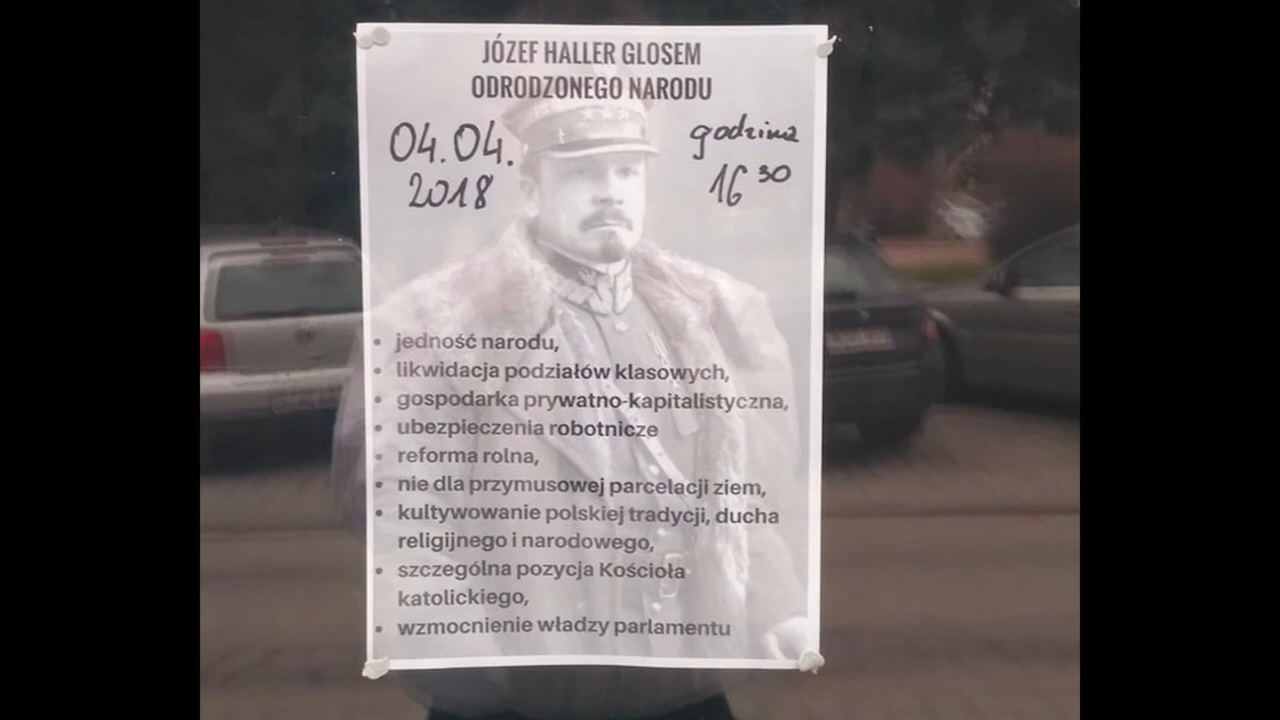 JÓZEF HALLER GLOSEM
ODRODZONEGO NARODU
04.04.
2018
godzina
16 30
• jedność narodu,
• likwidacja podziałów klasowych,
• gospodarka prywatno-kapitalistyczna,
• ubezpieczenia robotnicze
• reforma rolna,
• nie dla przymusowej parcelacji ziem,
• kultywowanie polskiej tradycji, ducha
religijnego i narodowego,
• szczególna pozycja Kościoła
katolickiego,
• wzmocnienie władzy parlamentu